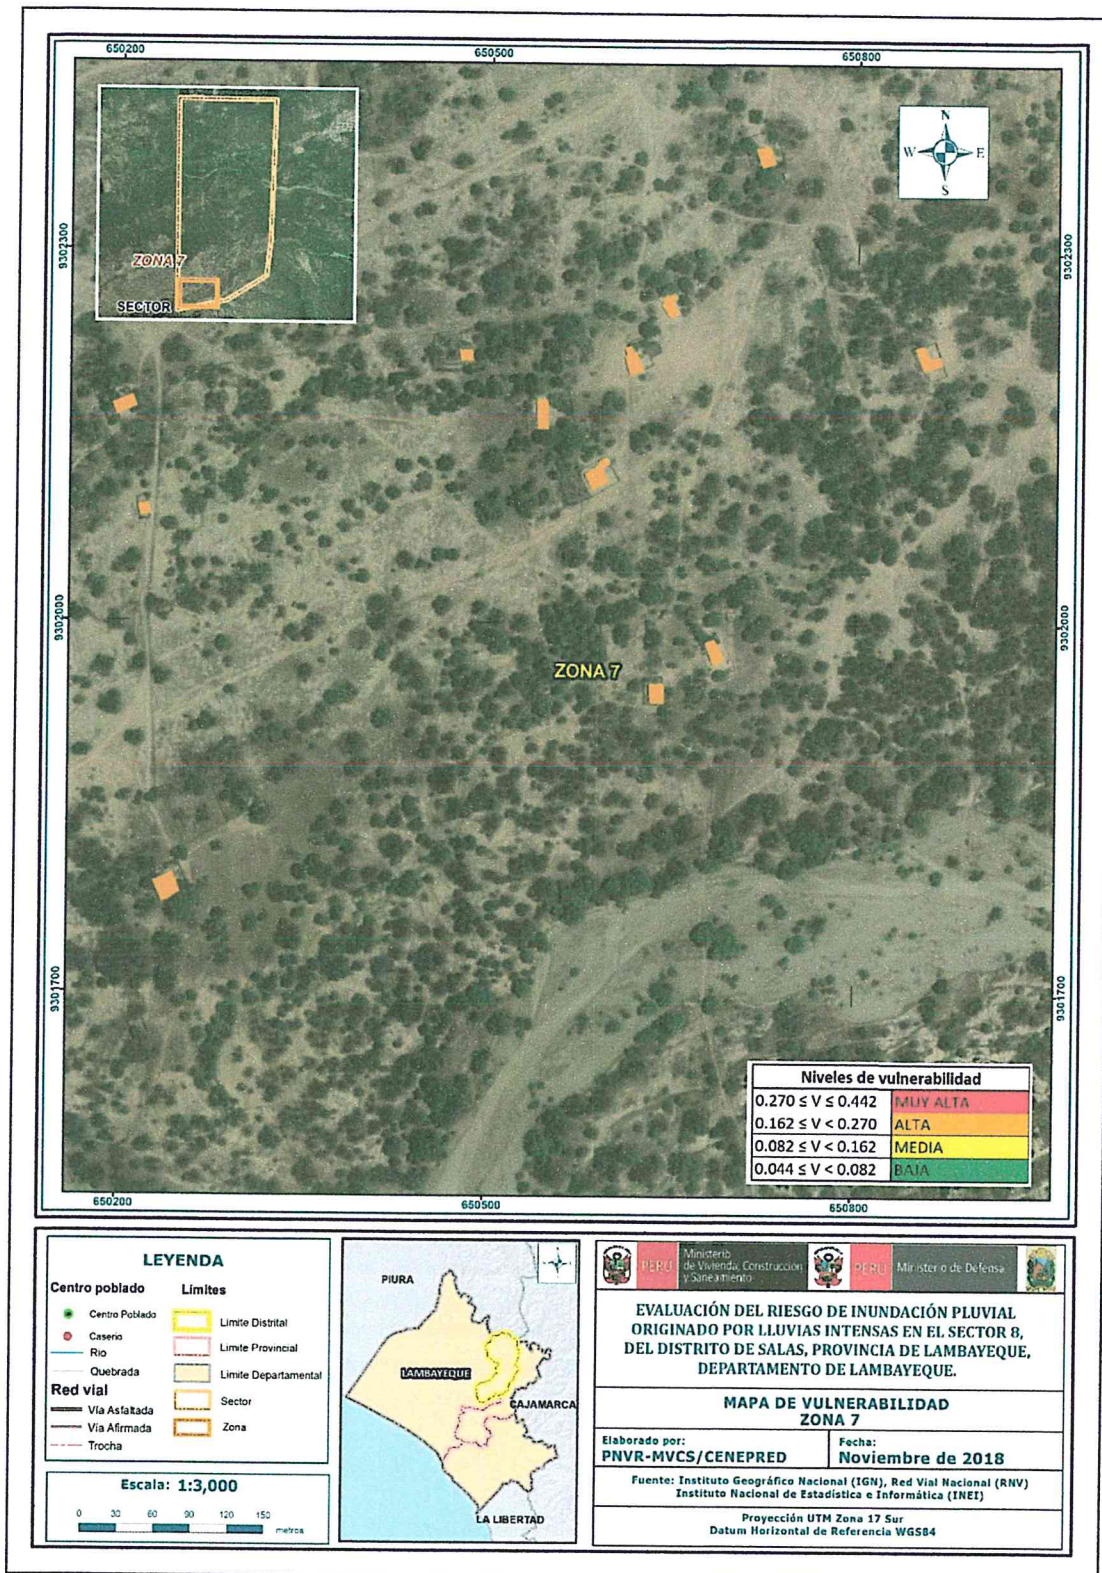 650200
650500
650800
N
W
E
S
9302300
9302300
ZONA 7
SECTOR
9302000
9302000
ZONA 7
9301700
9301700
Niveles de vulnerabilidad
0.270 ≤ V ≤ 0.442 MUY ALTA
0.162 ≤ V < 0.270 ALTA
0.082 ≤ V < 0.162 MEDIA
0.044 ≤ V < 0.082 BAJA
650200
650500
650800
LEYENDA
Centro poblado
Centro Poblado
Caserio
Rio
Quebrada
Red vial
Vía Asfaltada
Vía Afirmada
Trocha
Límites
Limite Distrital
Limite Provincial
Limite Departamental
Sector
Zona
Escala: 1:3,000
0 30 60 90 120 150
metros
PIURA
LAMBAYEQUE
CAJAMARCA
LA LIBERTAD
PERÚ
Ministerio
de Vivienda, Construcción
y Saneamiento
PERÚ
Ministerio de Defensa
EVALUACIÓN DEL RIESGO DE INUNDACIÓN PLUVIAL
ORIGINADO POR LLUVIAS INTENSAS EN EL SECTOR 8,
DEL DISTRITO DE SALAS, PROVINCIA DE LAMBAYEQUE,
DEPARTAMENTO DE LAMBAYEQUE.
MAPA DE VULNERABILIDAD
ZONA 7
Elaborado por:
PNVR-MVCS/CENEPRED
Fecha:
Noviembre de 2018
Fuente: Instituto Geográfico Nacional (IGN), Red Vial Nacional (RNV)
Instituto Nacional de Estadística e Informática (INEI)
Proyección UTM Zona 17 Sur
Datum Horizontal de Referencia WGS84